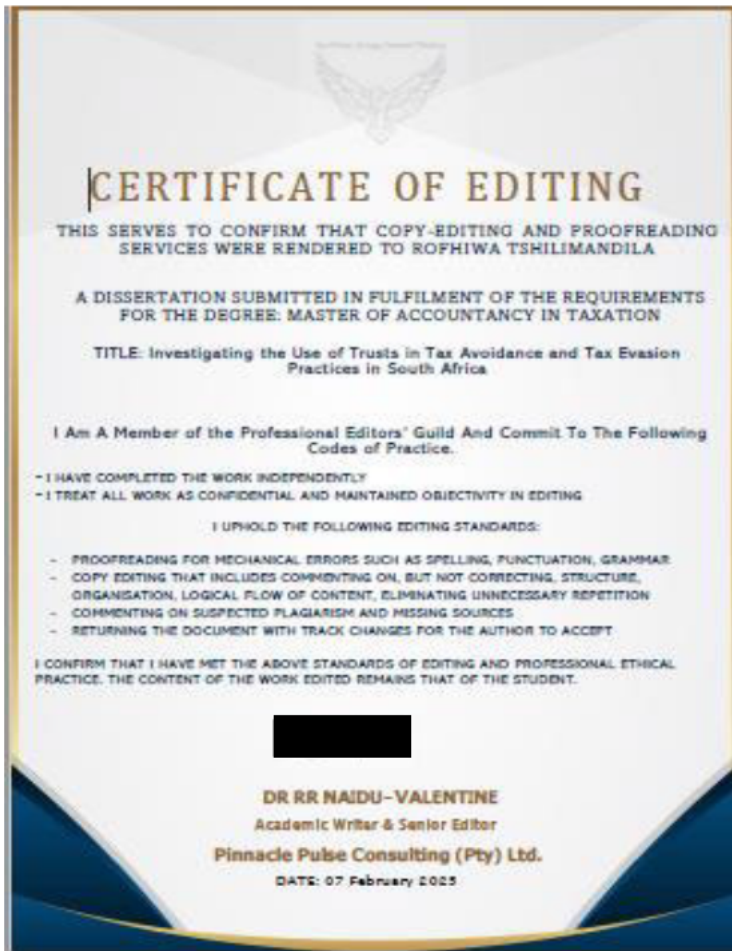 CERTIFICATE OF EDITING
THIS SERVES TO CONFIRM THAT COPY-EDITING AND PROOFREADING
SERVICES WERE RENDERED TO ROFHIWA TSHILIMANDILA
A DISSERTATION SUBMITTED IN FULFILMENT OF THE REQUIREMENTS
FOR THE DEGREE: MASTER OF ACCOUNTANCY IN TAXATION
TITLE: Investigating the Use of Trusts in Tax Avoidance and Tax Evasion
Practices in South Africa
I Am A Member of the Professional Editors' Guild And Commit To The Following
Codes of Practice.
- I HAVE COMPLETED THE WORK INDEPENDENTLY
- I TREAT ALL WORK AS CONFIDENTIAL AND MAINTAINED OBJECTIVITY IN EDITING
I UPHOLD THE FOLLOWING EDITING STANDARDS:
- PROOFREADING FOR MECHANICAL ERRORS SUCH AS SPELLING, PUNCTUATION, GRAMMAR
- COPY EDITING THAT INCLUDES COMMENTING ON, BUT NOT CORRECTING, STRUCTURE,
ORGANISATION, LOGICAL FLOW OF CONTENT, ELIMINATING UNNECESSARY REPETITION
- COMMENTING ON SUSPECTED PLAGIARISM AND MISSING SOURCES
- RETURNING THE DOCUMENT WITH TRACK CHANGES FOR THE AUTHOR TO ACCEPT
I CONFIRM THAT I HAVE MET THE ABOVE STANDARDS OF EDITING AND PROFESSIONAL ETHICAL
PRACTICE. THE CONTENT OF THE WORK EDITED REMAINS THAT OF THE STUDENT.
DR RR NAIDU-VALENTINE
Academic Writer & Senior Editor
Pinnacle Pulse Consulting (Pty) Ltd.
DATE: 07 February 2025